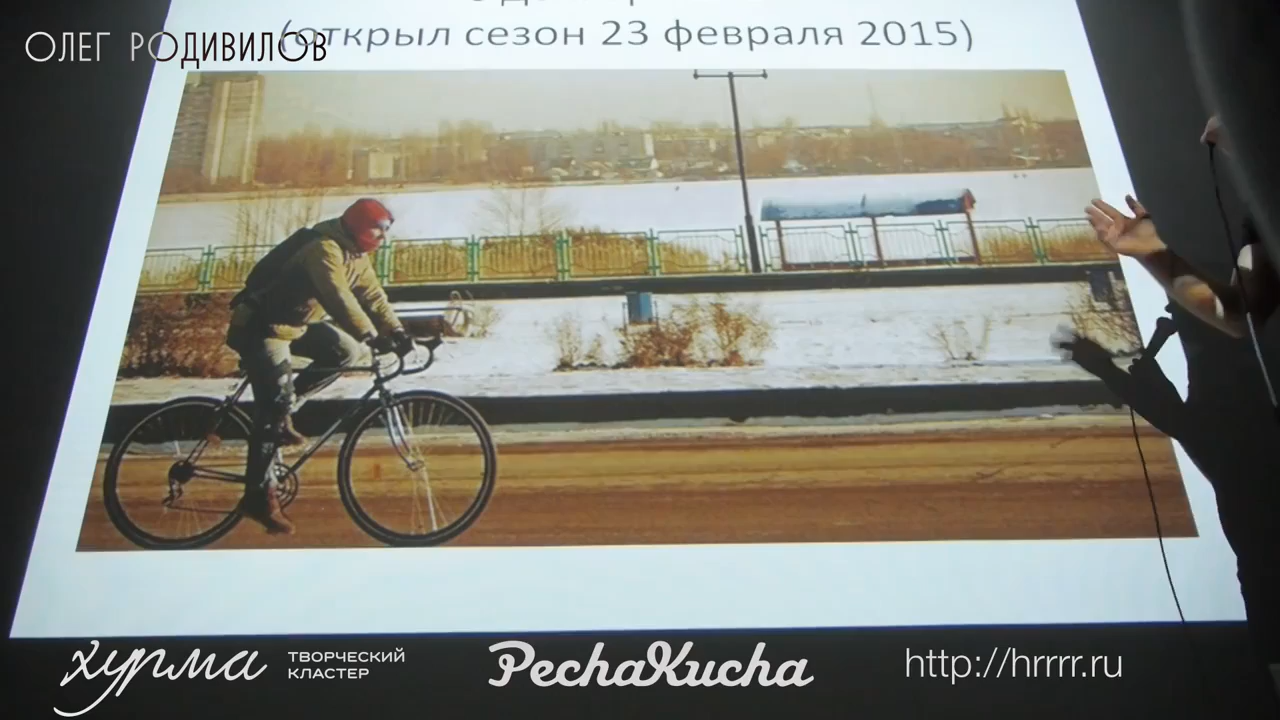 ОЛЕГ РОДИВИЛОВ
(открыл сезон 23 февраля 2015)
хурма
ТВОРЧЕСКИЙ
КЛАСТЕР
PechaKucha
http://hrrrr.ru